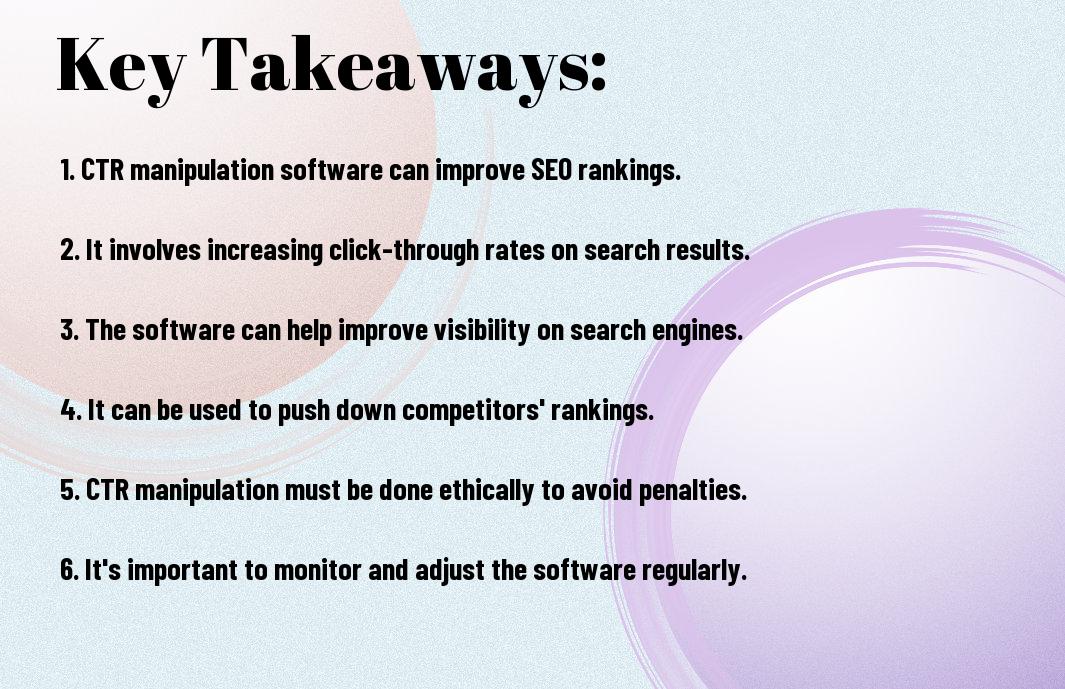 Key Takeaways:
1. CTR manipulation software can improve SEO rankings.
2. It involves increasing click-through rates on search results.
3. The software can help improve visibility on search engines.
4. It can be used to push down competitors' rankings.
5. CTR manipulation must be done ethically to avoid penalties.
6. It's important to monitor and adjust the software regularly.